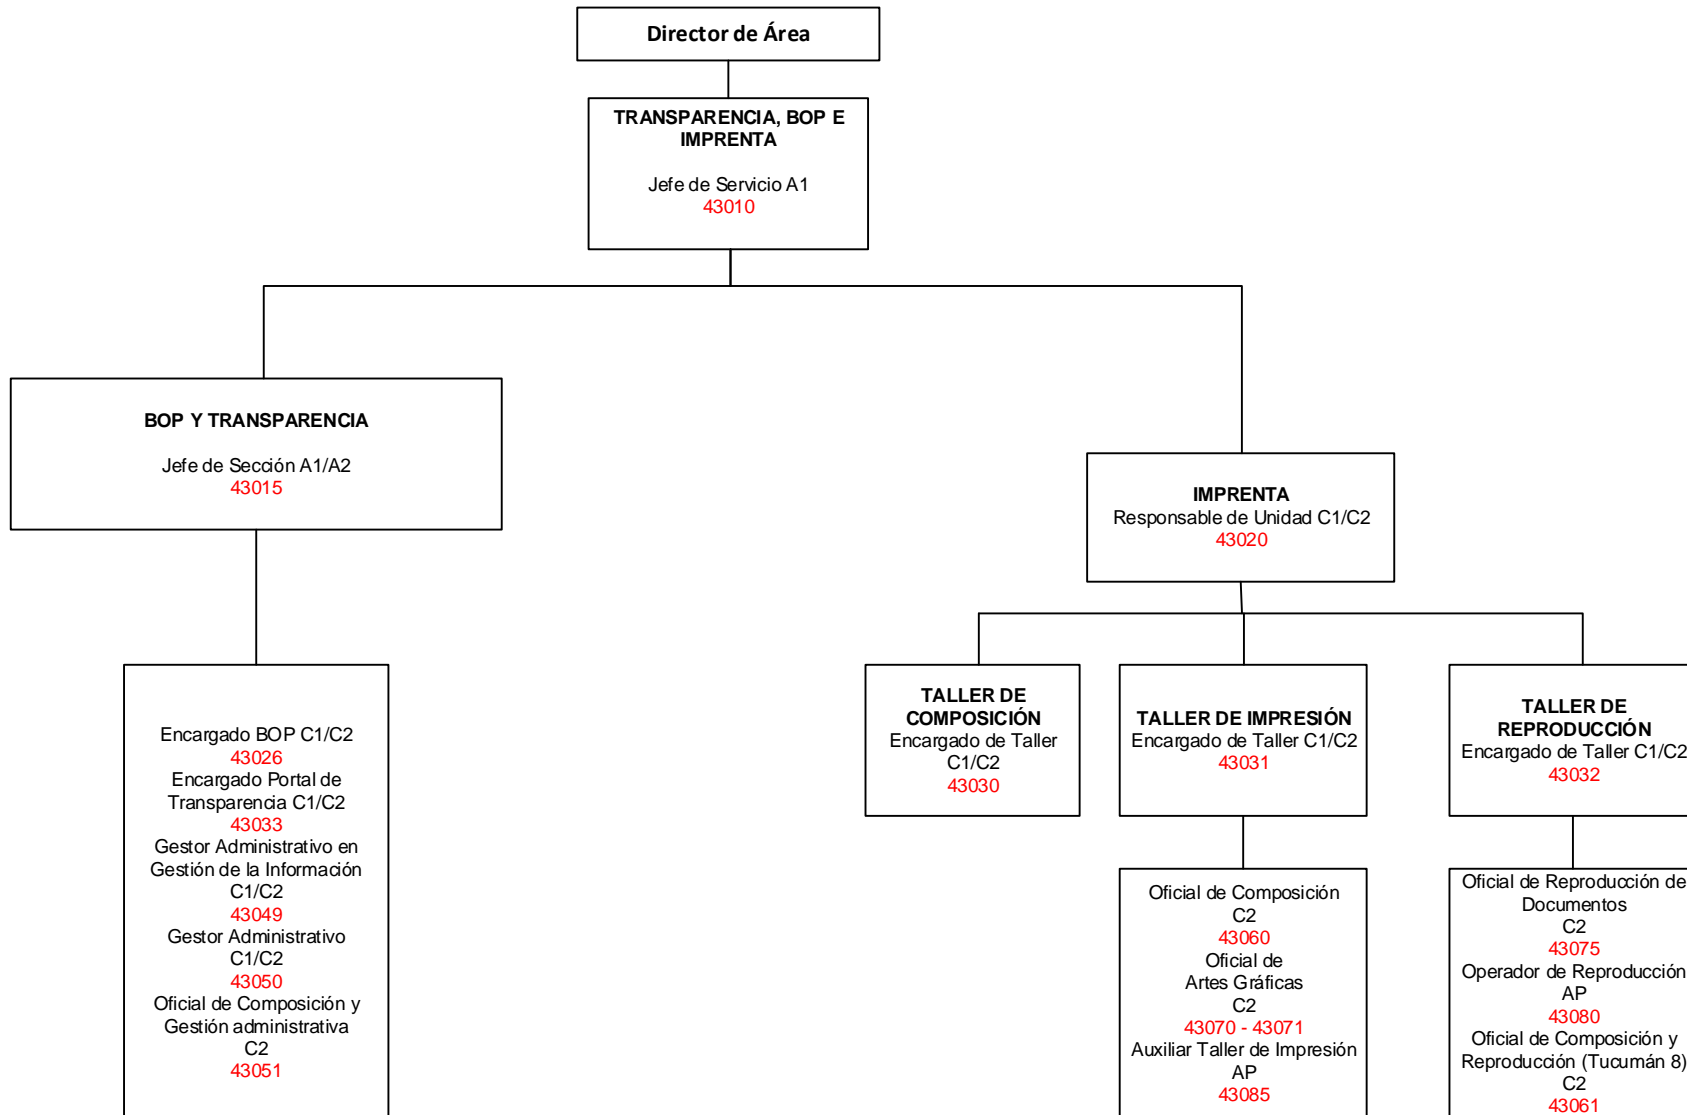 Director de Área
TRANSPARENCIA, BOP E
IMPRENTA
Jefe de Servicio A1
43010
BOP Y TRANSPARENCIA
Jefe de Sección A1/A2
43015
IMPRENTA
Responsable de Unidad C1/C2
43020
Encargado BOP C1/C2
43026
Encargado Portal de
Transparencia C1/C2
43033
Gestor Administrativo en
Gestión de la Información
C1/C2
43049
Gestor Administrativo
C1/C2
43050
Oficial de Composición y
Gestión administrativa
C2
43051
TALLER DE
COMPOSICIÓN
Encargado de Taller
C1/C2
43030
TALLER DE IMPRESIÓN
Encargado de Taller C1/C2
43031
Oficial de Composición
C2
43060
Oficial de
Artes Gráficas
C2
43070 - 43071
Auxiliar Taller de Impresión
AP
43085
TALLER DE
REPRODUCCIÓN
Encargado de Taller C1/C2
43032
Oficial de Reproducción de
Documentos
C2
43075
Operador de Reproducción
AP
43080
Oficial de Composición y
Reproducción (Tucumán 8)
C2
43061